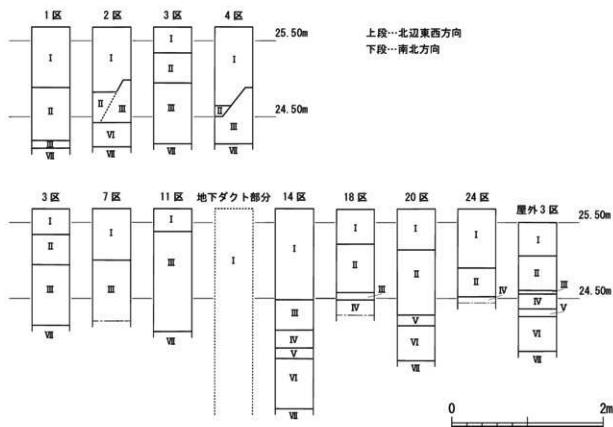 1区 2区 3区 4区
25.50m
上段…北辺東西方向
下段…南北方向
24.50m
Ⅰ Ⅱ Ⅲ Ⅶ
Ⅰ Ⅱ Ⅲ Ⅵ Ⅶ
Ⅰ Ⅱ Ⅲ Ⅶ
Ⅰ Ⅱ Ⅲ Ⅶ
3区 7区 11区 地下ダクト部分 14区 18区 20区 24区 屋外3区
25.50m
24.50m
Ⅰ Ⅱ Ⅲ Ⅶ
Ⅰ Ⅲ
Ⅰ Ⅲ Ⅶ
Ⅰ
Ⅰ Ⅲ Ⅳ Ⅴ Ⅵ Ⅶ
Ⅰ Ⅱ Ⅲ Ⅳ
Ⅰ Ⅱ Ⅴ Ⅵ Ⅶ
Ⅰ Ⅱ Ⅳ
Ⅰ Ⅱ Ⅲ Ⅳ Ⅴ Ⅵ Ⅶ
0 2m